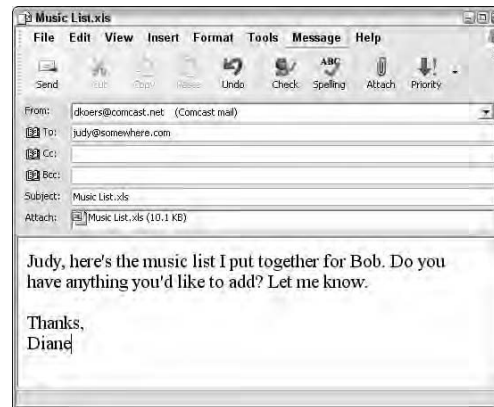 Music List.xls
File Edit View Insert Format Tools Message Help
Send Cut Copy Paste Undo Check Spelling Attach Priority
From: dkoers@comcast.net (Comcast mail)
To: judy@somewhere.com
Cc:
Bcc:
Subject: Music List.xls
Attach: Music List.xls (10.1 KB)
Judy, here's the music list I put together for Bob. Do you
have anything you'd like to add? Let me know.
Thanks,
Diane